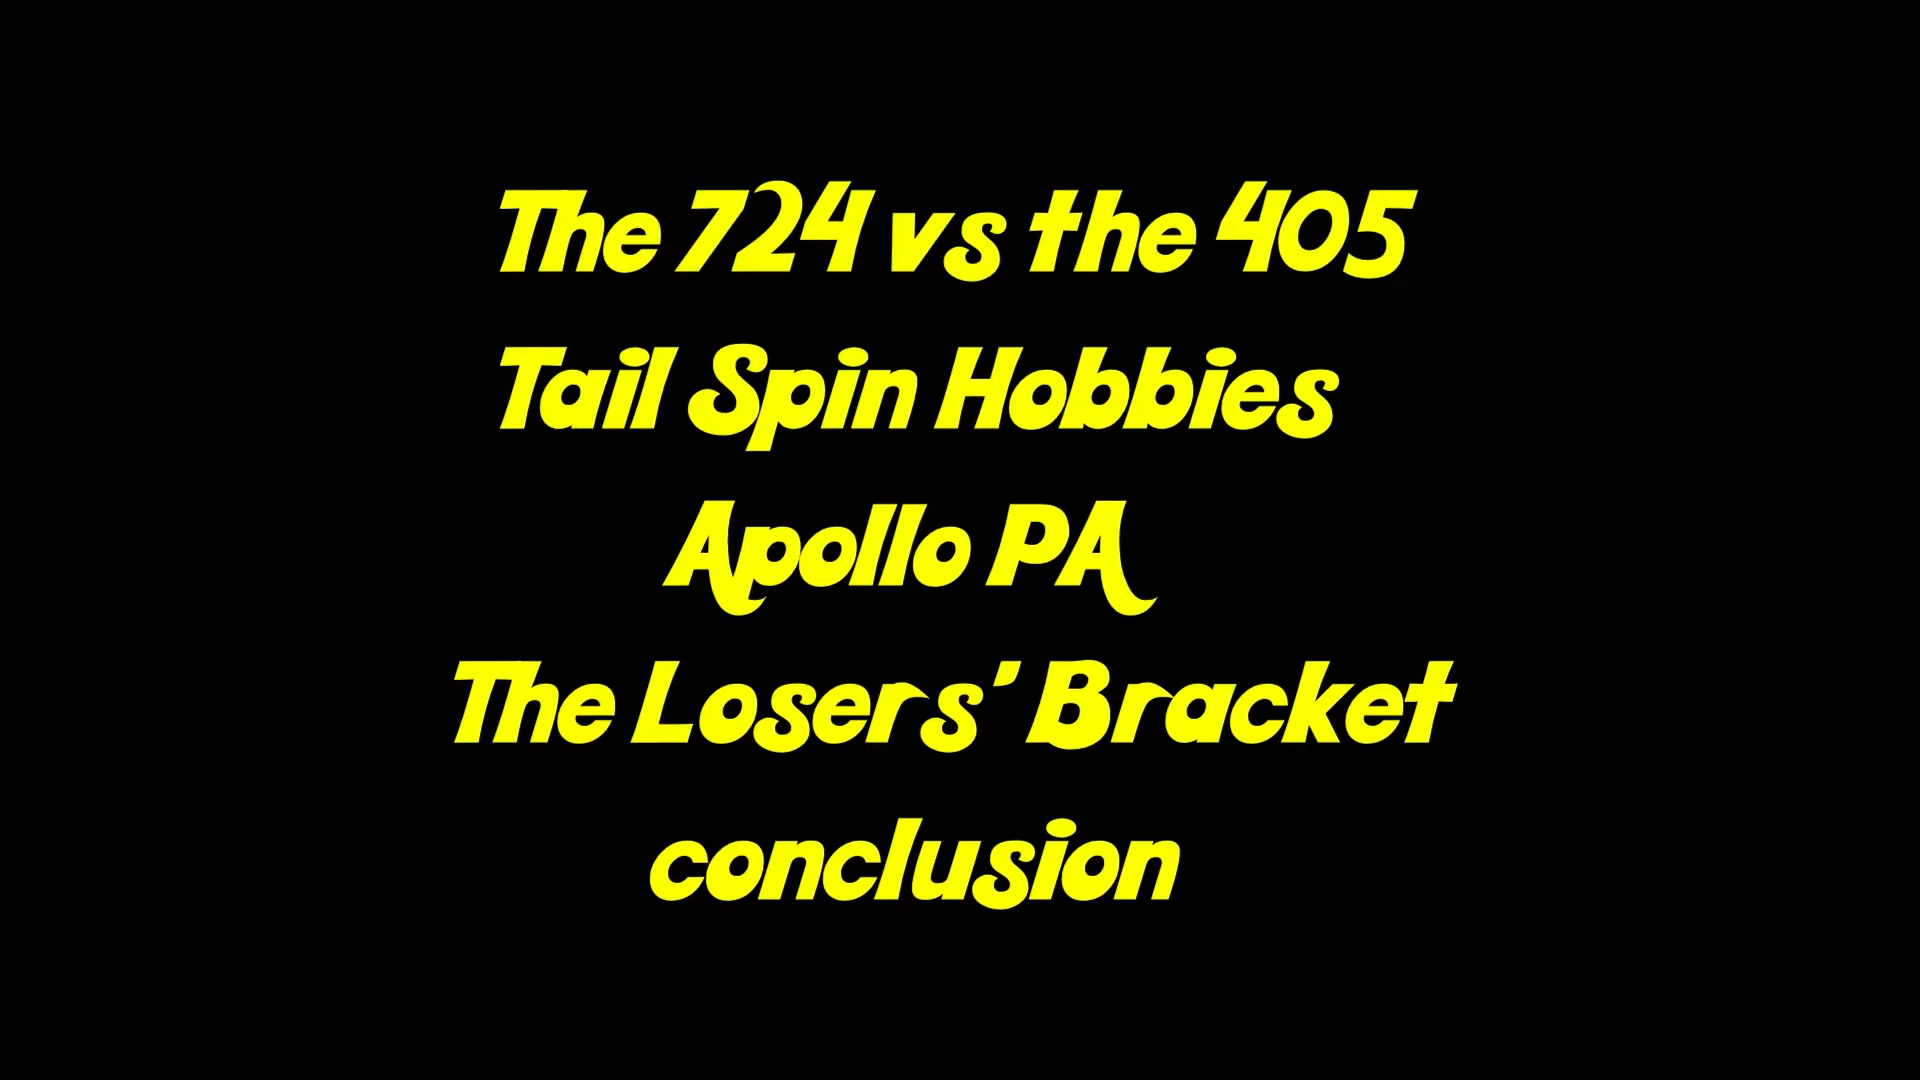 The 724 vs the 405
Tail Spin Hobbies
Apollo PA
The Losers' Bracket
conclusion